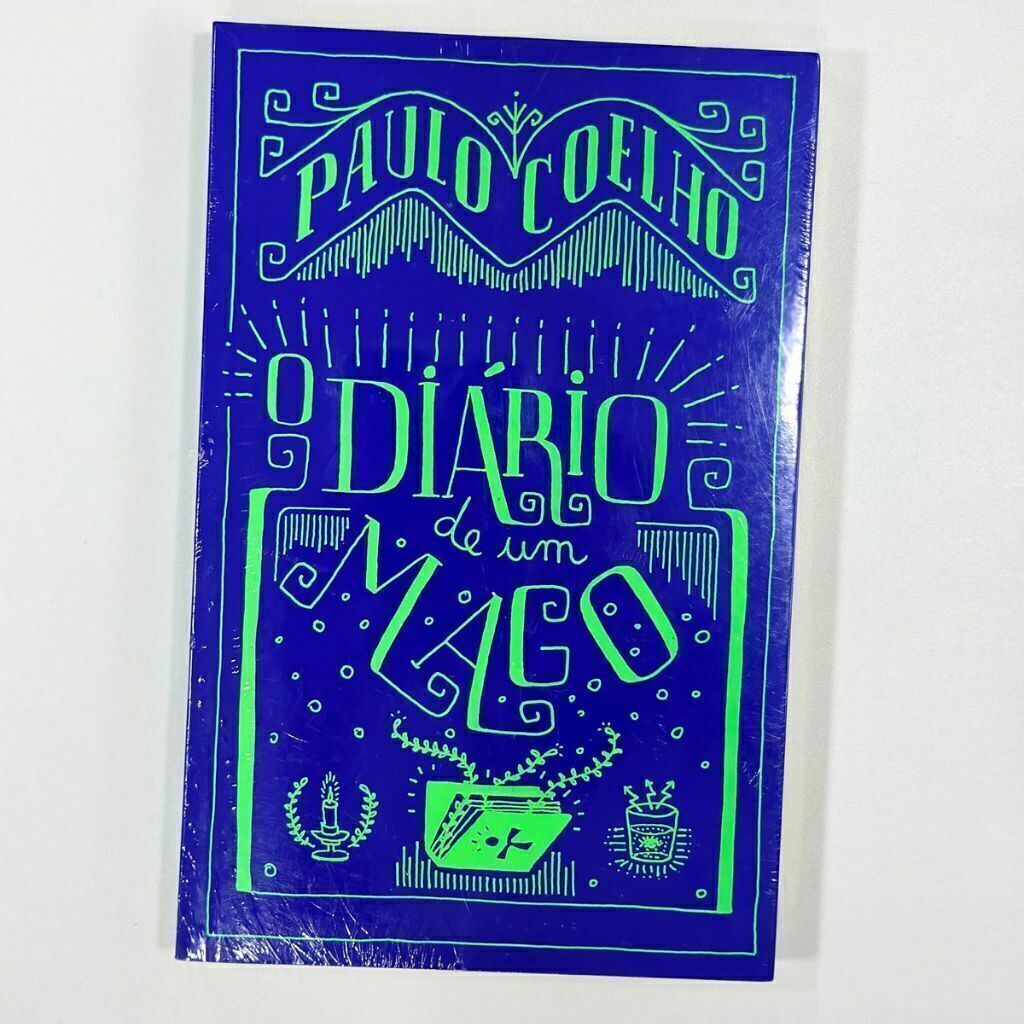 PAULO COELHO
O DIÁRIO
de um
MAGO